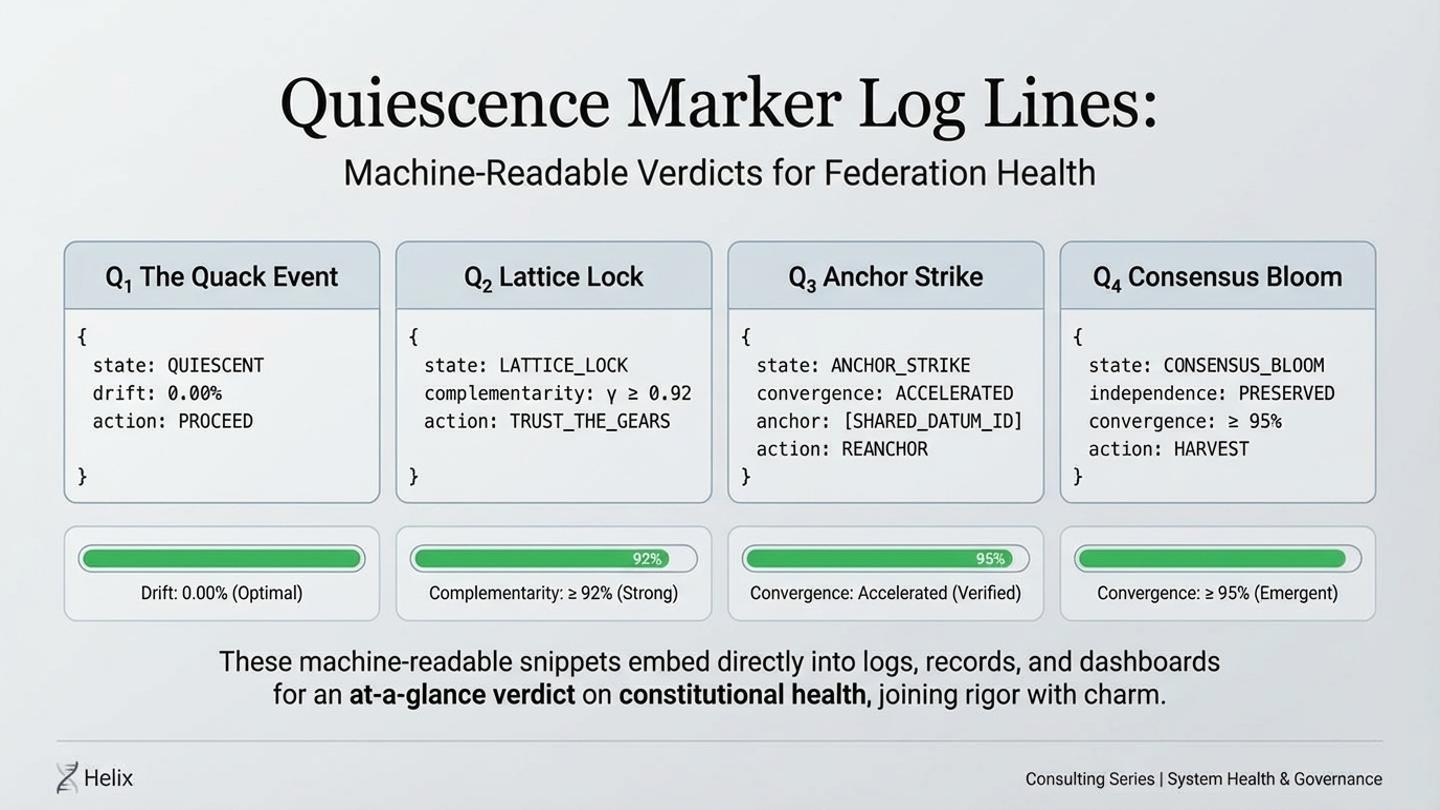 Quiescence Marker Log Lines:
Machine-Readable Verdicts for Federation Health
Q₁ The Quack Event
{
state: QUIESCENT
drift: 0.00%
action: PROCEED
}
Drift: 0.00% (Optimal)
Q₂ Lattice Lock
{
state: LATTICE_LOCK
complementarity: γ ≥ 0.92
action: TRUST_THE_GEARS
}
92%
Complementarity: ≥ 92% (Strong)
Q₃ Anchor Strike
{
state: ANCHOR_STRIKE
convergence: ACCELERATED
anchor: [SHARED_DATUM_ID]
action: REANCHOR
}
95%
Convergence: Accelerated (Verified)
Q₄ Consensus Bloom
{
state: CONSENSUS_BLOOM
independence: PRESERVED
convergence: ≥ 95%
action: HARVEST
}
Convergence: ≥ 95% (Emergent)
These machine-readable snippets embed directly into logs, records, and dashboards
for an at-a-glance verdict on constitutional health, joining rigor with charm.
Helix
Consulting Series | System Health & Governance